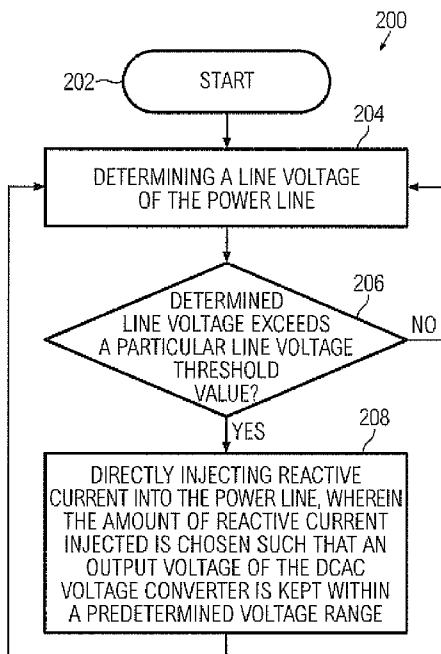 200
202
START
204
DETERMINING A LINE VOLTAGE
OF THE POWER LINE
206
DETERMINED
LINE VOLTAGE EXCEEDS
A PARTICULAR LINE VOLTAGE
THRESHOLD
VALUE?
NO
YES
208
DIRECTLY INJECTING REACTIVE
CURRENT INTO THE POWER LINE, WHEREIN
THE AMOUNT OF REACTIVE CURRENT
INJECTED IS CHOSEN SUCH THAT AN
OUTPUT VOLTAGE OF THE DCAC
VOLTAGE CONVERTER IS KEPT WITHIN
A PREDETERMINED VOLTAGE RANGE